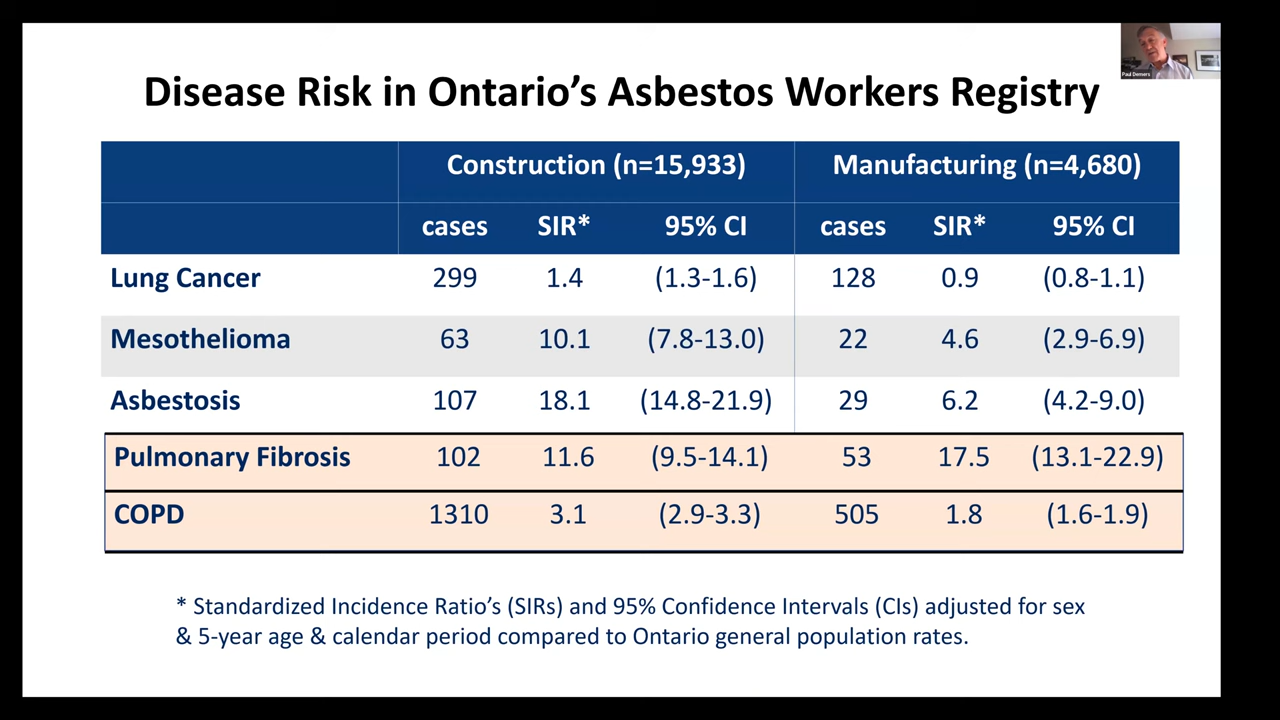 Paul Demers
Disease Risk in Ontario’s Asbestos Workers Registry
Construction (n=15,933) Manufacturing (n=4,680)
cases SIR* 95% CI cases SIR* 95% CI
Lung Cancer 299 1.4 (1.3-1.6) 128 0.9 (0.8-1.1)
Mesothelioma 63 10.1 (7.8-13.0) 22 4.6 (2.9-6.9)
Asbestosis 107 18.1 (14.8-21.9) 29 6.2 (4.2-9.0)
Pulmonary Fibrosis 102 11.6 (9.5-14.1) 53 17.5 (13.1-22.9)
COPD 1310 3.1 (2.9-3.3) 505 1.8 (1.6-1.9)
* Standardized Incidence Ratio’s (SIRs) and 95% Confidence Intervals (CIs) adjusted for sex
& 5-year age & calendar period compared to Ontario general population rates.